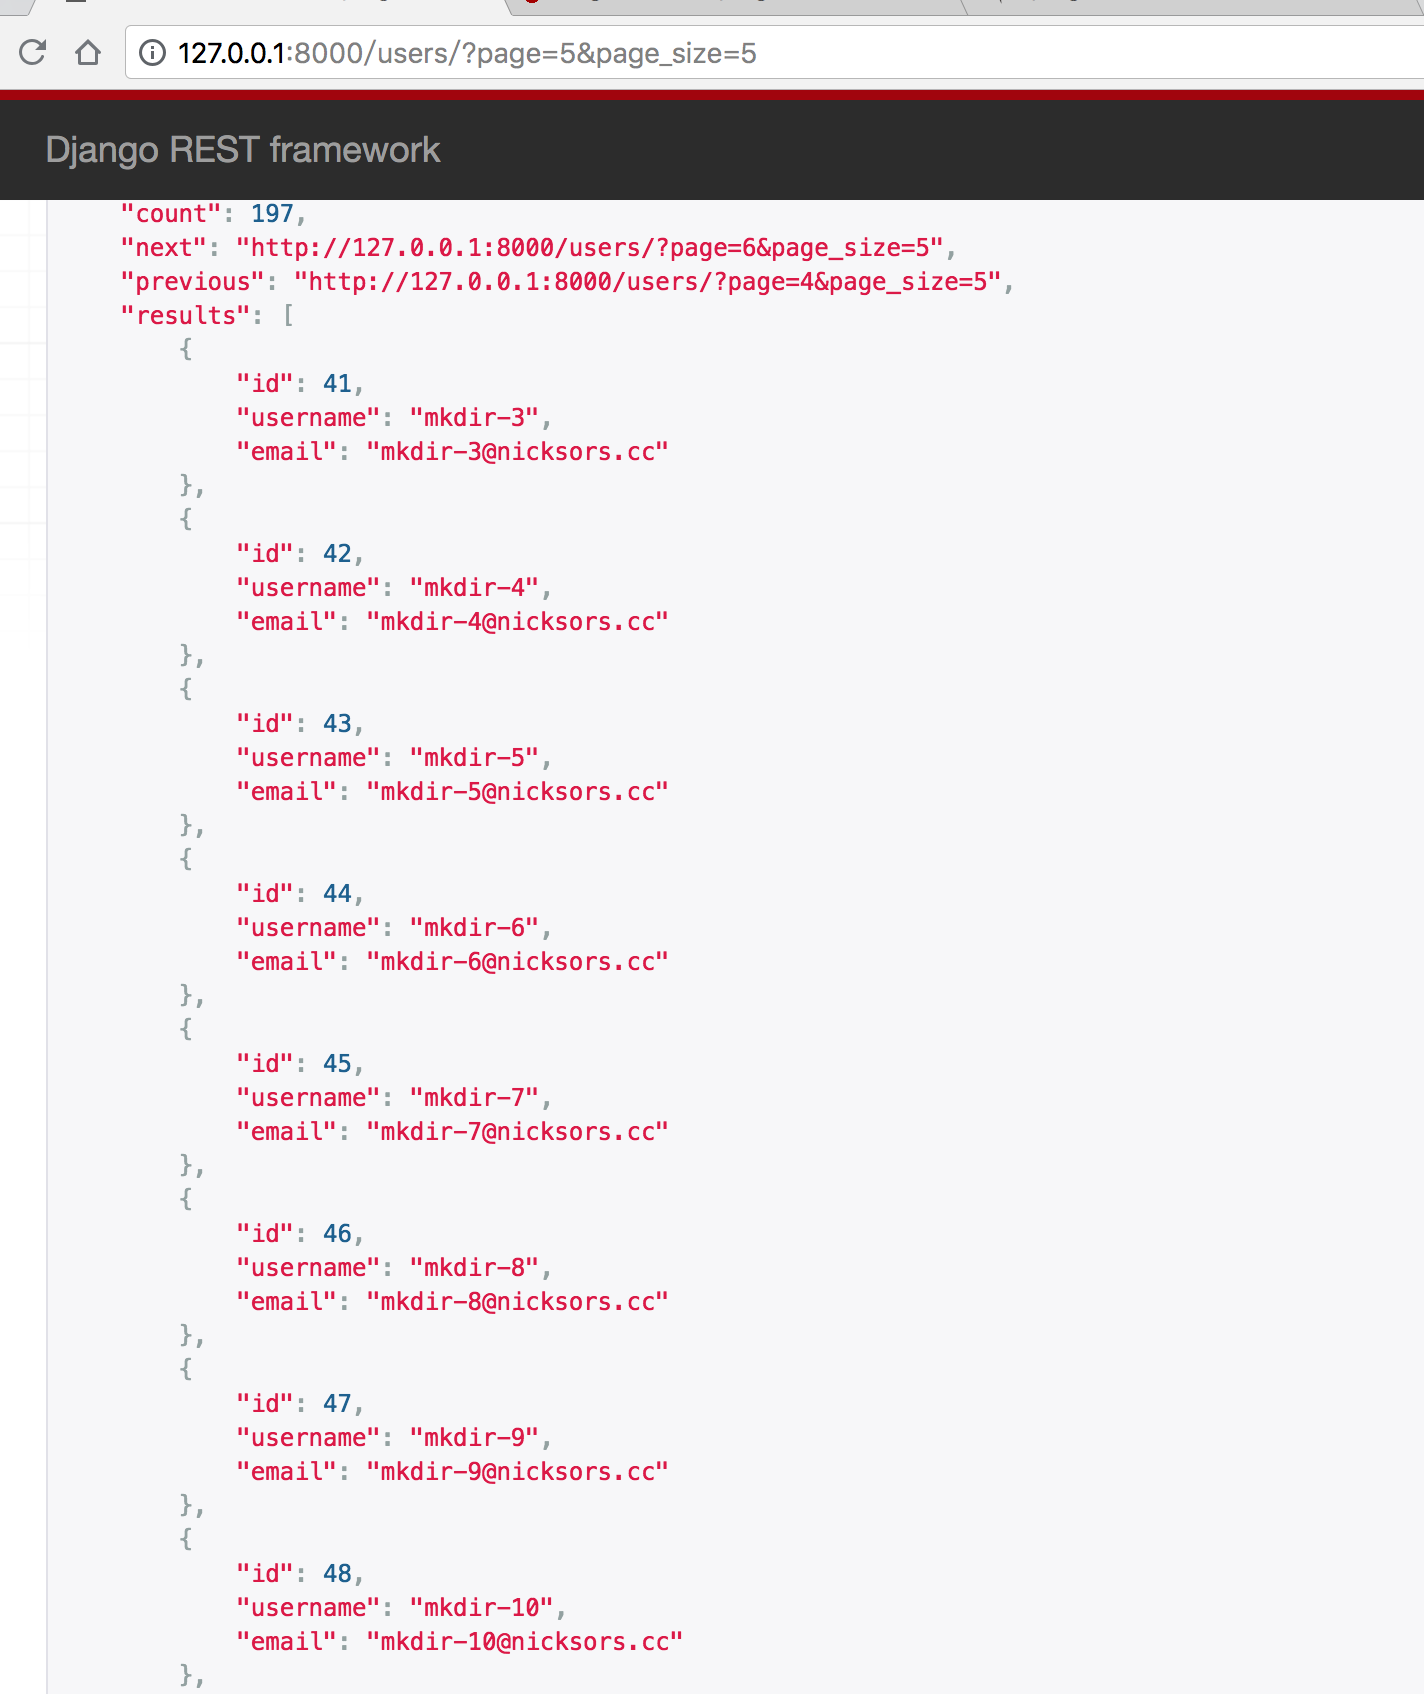 127.0.0.1:8000/users/?page=5&page_size=5
Django REST framework
"count": 197,
"next": "http://127.0.0.1:8000/users/?page=6&page_size=5",
"previous": "http://127.0.0.1:8000/users/?page=4&page_size=5",
"results": [
{
"id": 41,
"username": "mkdir-3",
"email": "mkdir-3@nicksors.cc"
},
{
"id": 42,
"username": "mkdir-4",
"email": "mkdir-4@nicksors.cc"
},
{
"id": 43,
"username": "mkdir-5",
"email": "mkdir-5@nicksors.cc"
},
{
"id": 44,
"username": "mkdir-6",
"email": "mkdir-6@nicksors.cc"
},
{
"id": 45,
"username": "mkdir-7",
"email": "mkdir-7@nicksors.cc"
},
{
"id": 46,
"username": "mkdir-8",
"email": "mkdir-8@nicksors.cc"
},
{
"id": 47,
"username": "mkdir-9",
"email": "mkdir-9@nicksors.cc"
},
{
"id": 48,
"username": "mkdir-10",
"email": "mkdir-10@nicksors.cc"
},